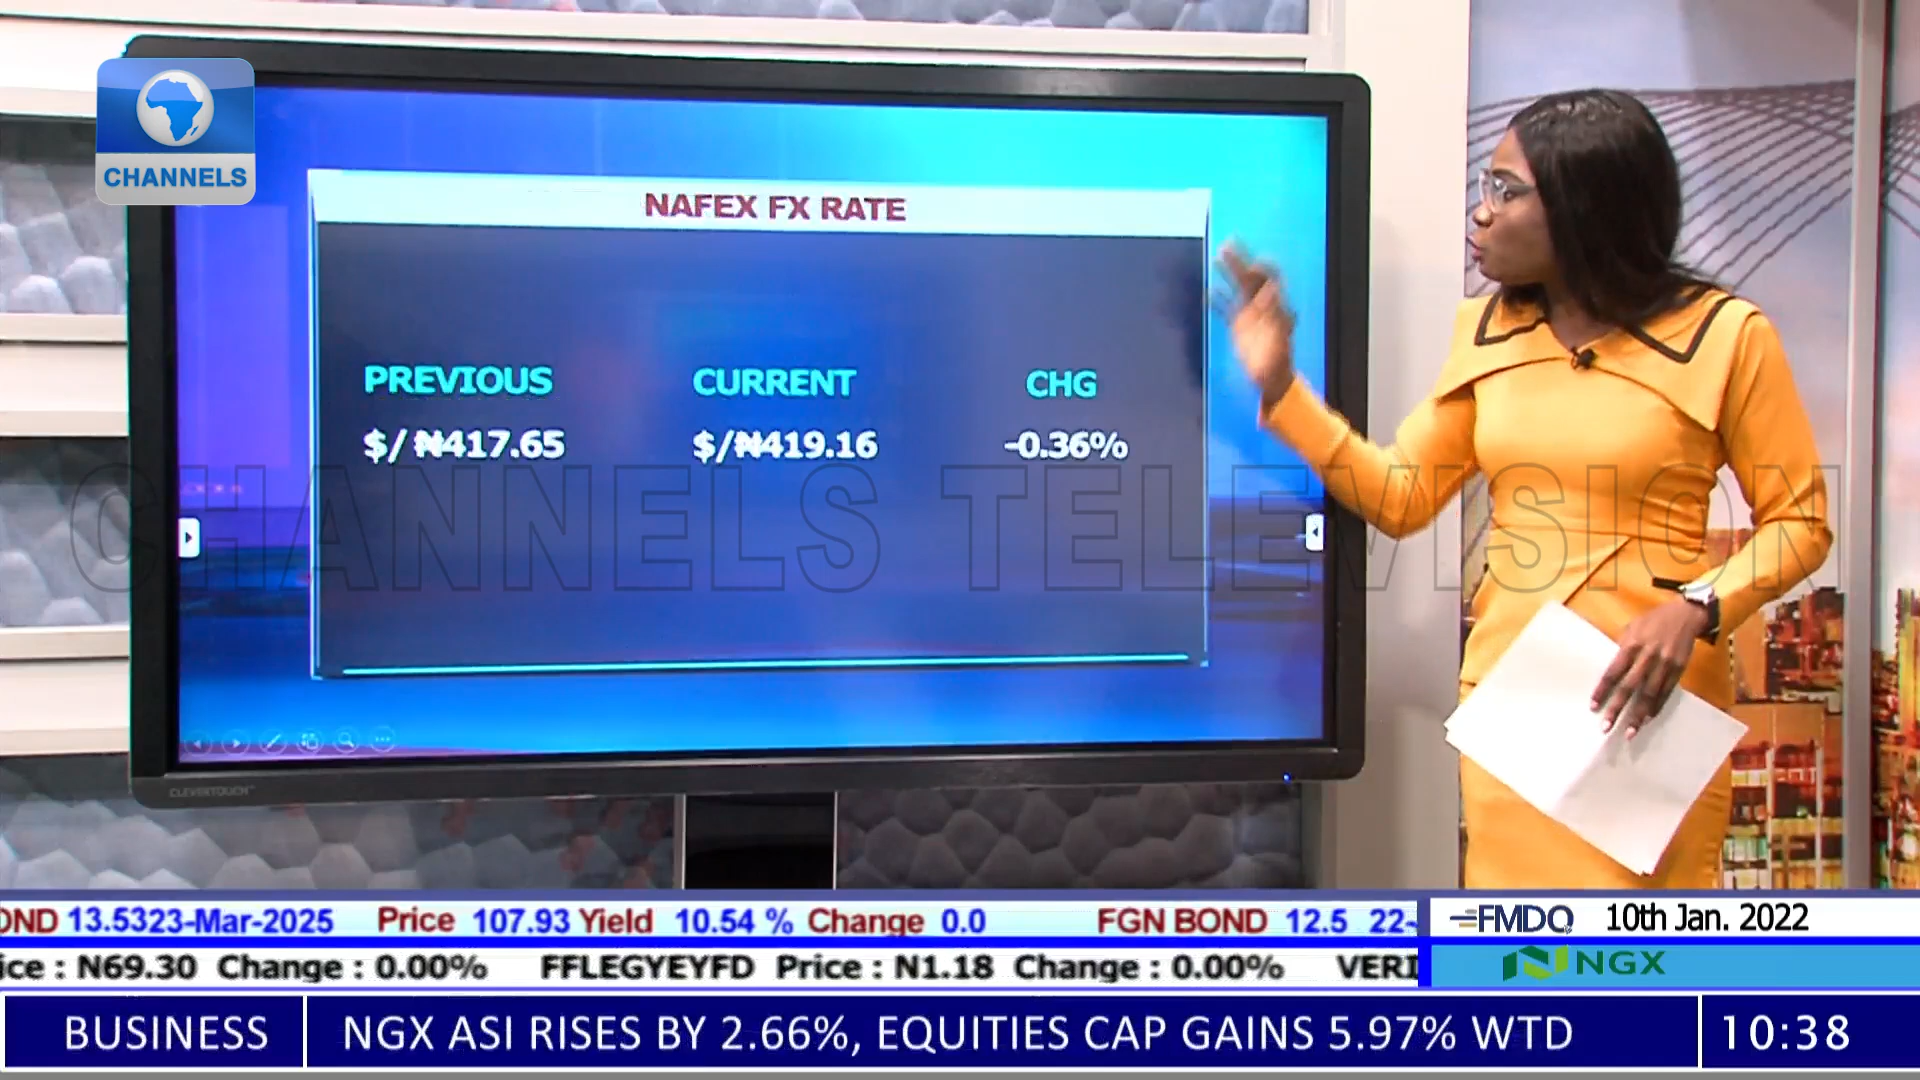 CHANNELS
NAFEX FX RATE
PREVIOUS CURRENT CHG
$/₦417.65 $/₦419.16 -0.36%
CHANNELS TELEVISION
CLEVERTOUCH
OND 13.5323-Mar-2025 Price 107.93 Yield 10.54 % Change 0.0 FGN BOND 12.5 22-
FMDQ 10th Jan. 2022
ice : N69.30 Change : 0.00% FFLEGYEYFD Price : N1.18 Change : 0.00% VERI
NGX
BUSINESS NGX ASI RISES BY 2.66%, EQUITIES CAP GAINS 5.97% WTD 10:38